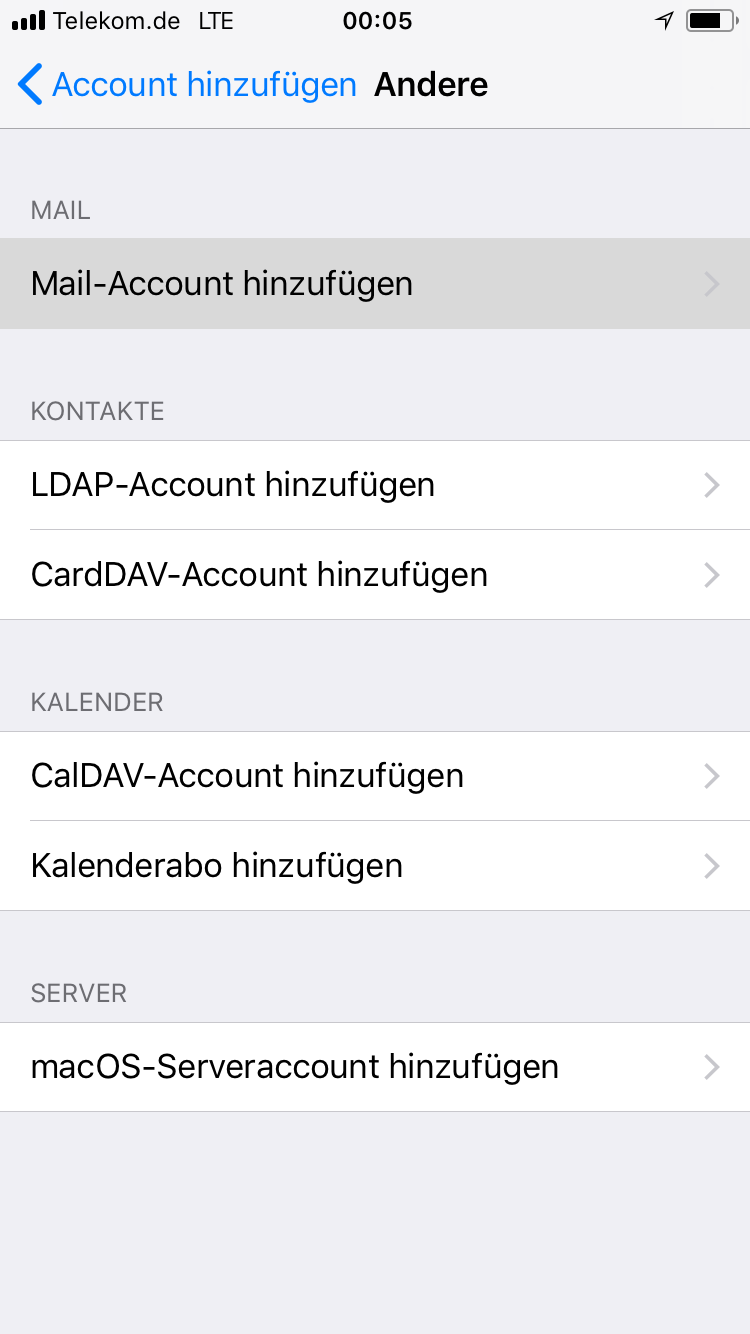 Telekom.de LTE 00:05
Account hinzufügen Andere
MAIL
Mail-Account hinzufügen
KONTAKTE
LDAP-Account hinzufügen
CardDAV-Account hinzufügen
KALENDER
CalDAV-Account hinzufügen
Kalenderabo hinzufügen
SERVER
macOS-Serveraccount hinzufügen